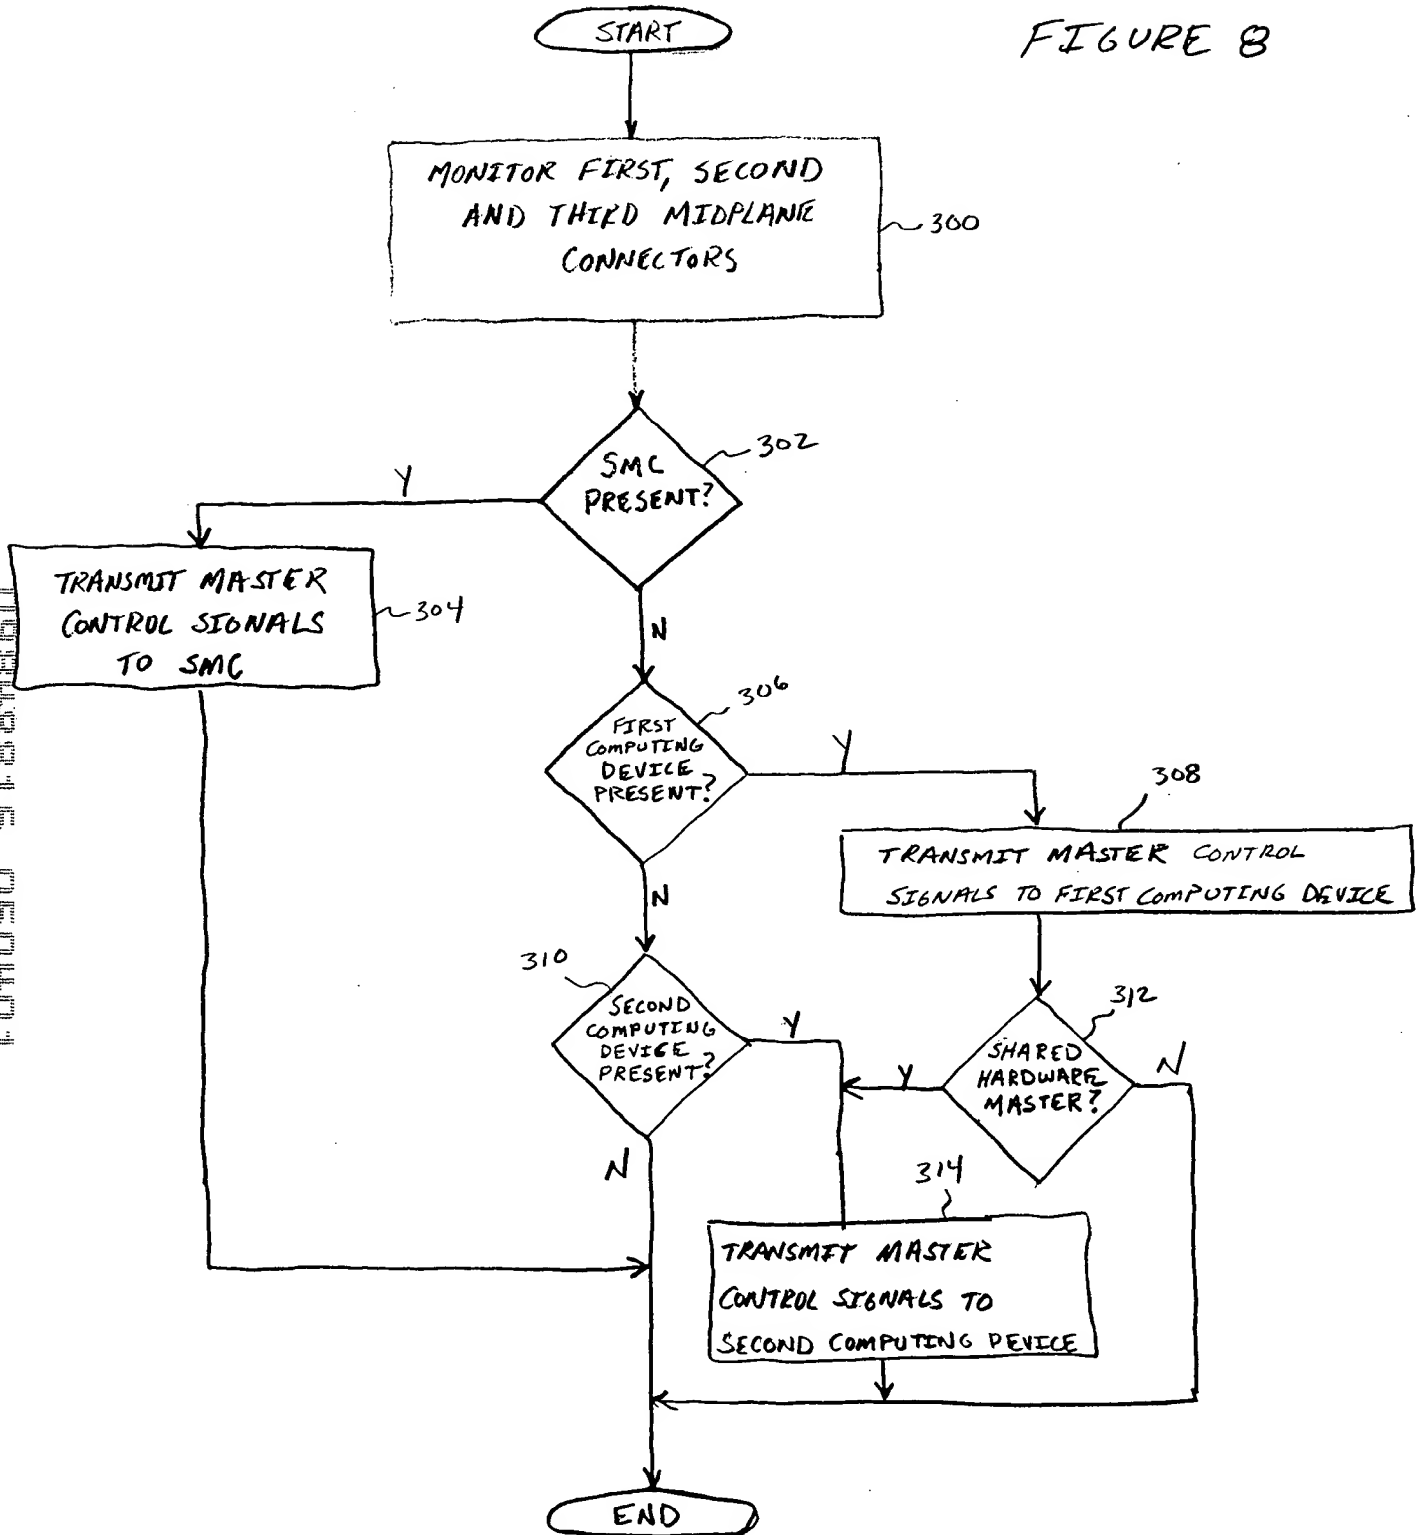 START
FIGURE 8
MONITOR FIRST, SECOND
AND THIRD MIDPLANE
CONNECTORS
300
302
SMC
PRESENT?
Y
TRANSMIT MASTER
CONTROL SIGNALS
TO SMC
304
N
306
FIRST
COMPUTING
DEVICE
PRESENT?
Y
308
TRANSMIT MASTER CONTROL
SIGNALS TO FIRST COMPUTING DEVICE
N
310
SECOND
COMPUTING
DEVICE
PRESENT?
Y
312
SHARED
HARDWARE
MASTER?
Y
N
N
314
TRANSMIT MASTER
CONTROL SIGNALS TO
SECOND COMPUTING DEVICE
END